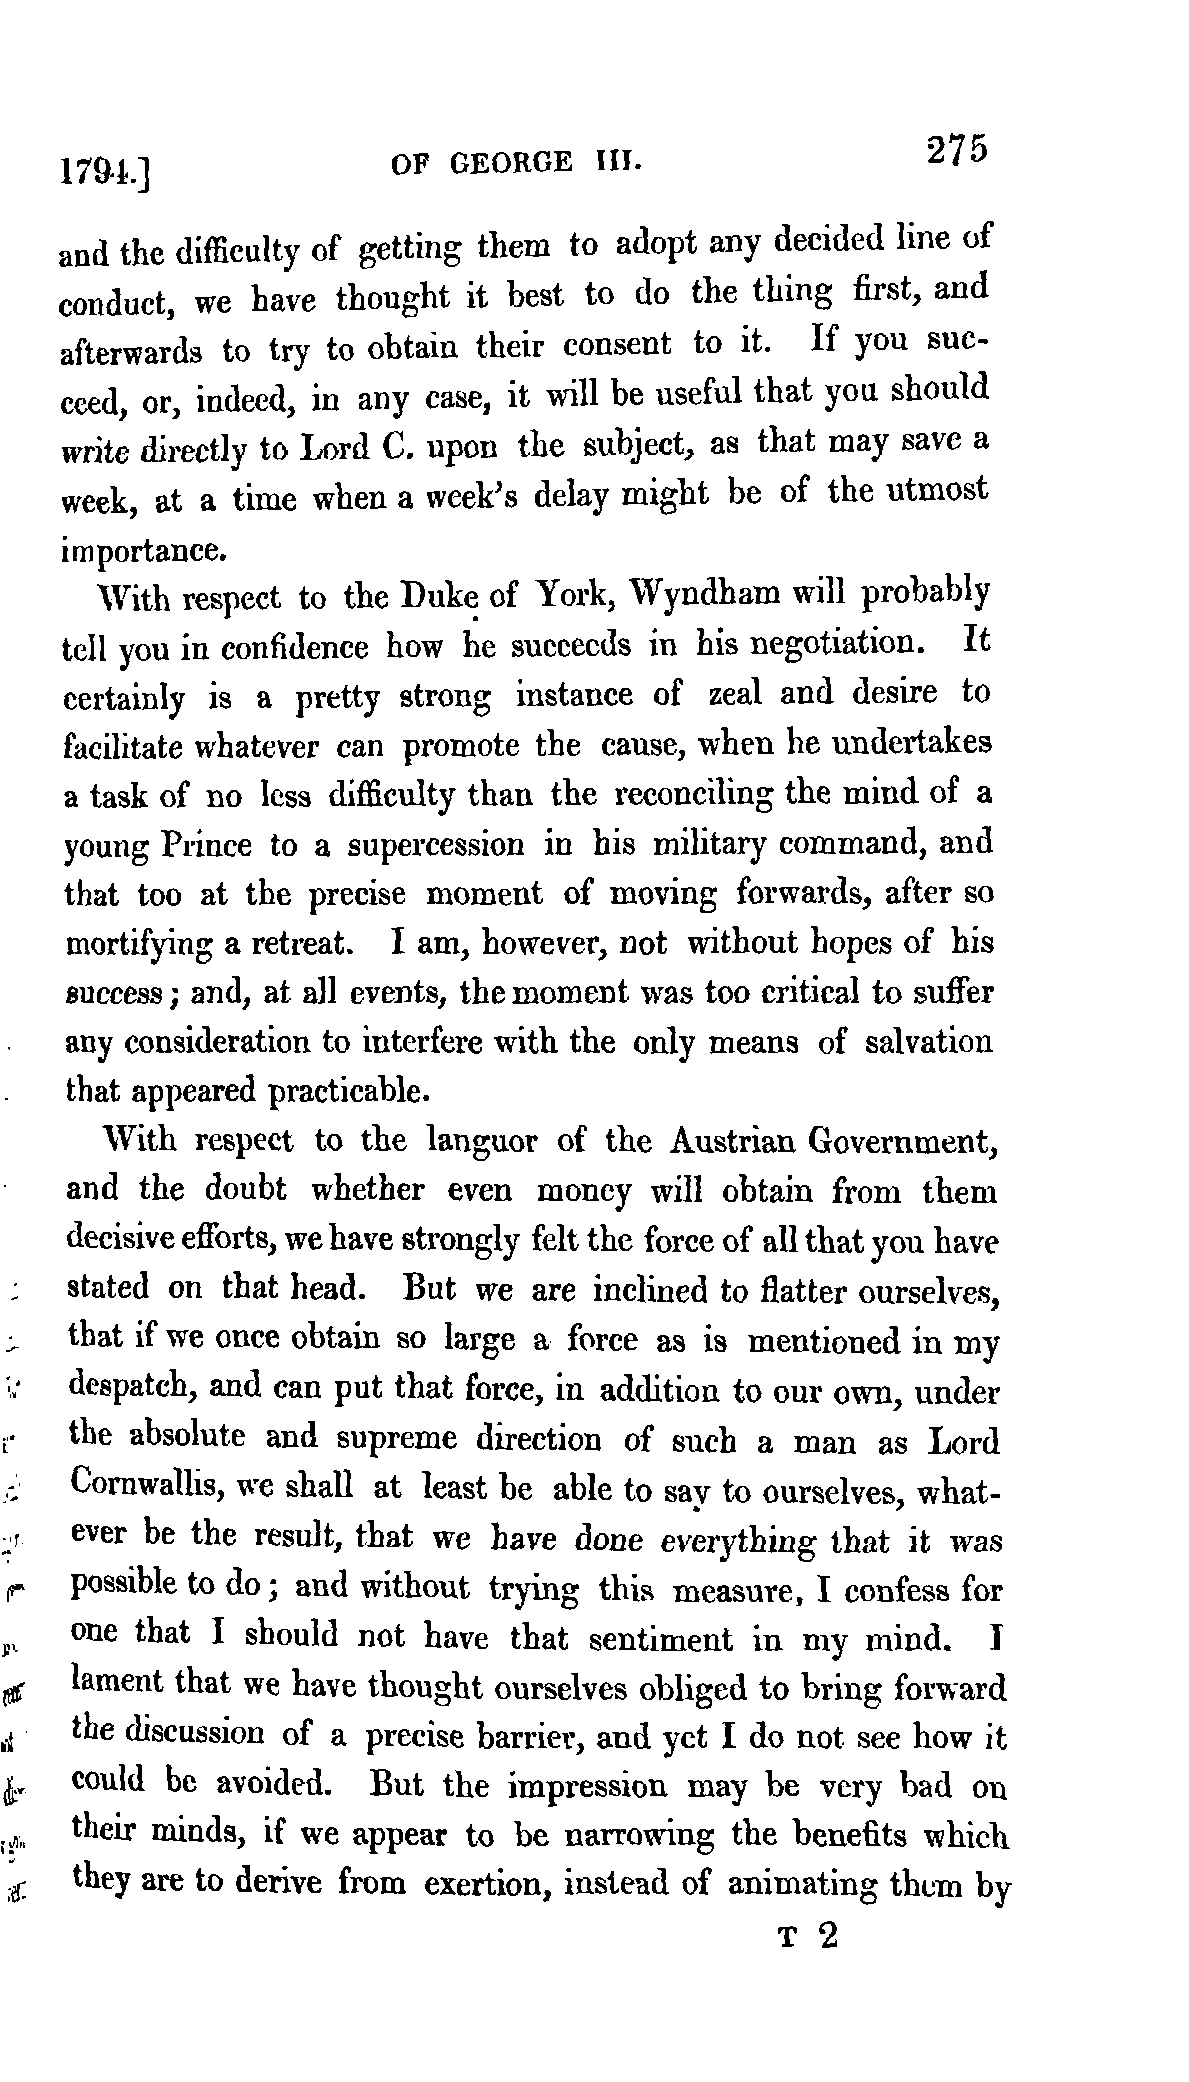 1794.] OF GEORGE III. 275
and the difficulty of getting them to adopt any decided line of
conduct, we have thought it best to do the thing first, and
afterwards to try to obtain their consent to it. If you suc-
ceed, or, indeed, in any case, it will be useful that you should
write directly to Lord C. upon the subject, as that may save a
week, at a time when a week's delay might be of the utmost
importance.
With respect to the Duke of York, Wyndham will probably
tell you in confidence how he succeeds in his negotiation. It
certainly is a pretty strong instance of zeal and desire to
facilitate whatever can promote the cause, when he undertakes
a task of no less difficulty than the reconciling the mind of a
young Prince to a supercession in his military command, and
that too at the precise moment of moving forwards, after so
mortifying a retreat. I am, however, not without hopes of his
success; and, at all events, the moment was too critical to suffer
any consideration to interfere with the only means of salvation
that appeared practicable.
With respect to the languor of the Austrian Government,
and the doubt whether even money will obtain from them
decisive efforts, we have strongly felt the force of all that you have
stated on that head. But we are inclined to flatter ourselves,
that if we once obtain so large a force as is mentioned in my
despatch, and can put that force, in addition to our own, under
the absolute and supreme direction of such a man as Lord
Cornwallis, we shall at least be able to say to ourselves, what-
ever be the result, that we have done everything that it was
possible to do; and without trying this measure, I confess for
one that I should not have that sentiment in my mind. I
lament that we have thought ourselves obliged to bring forward
the discussion of a precise barrier, and yet I do not see how it
could be avoided. But the impression may be very bad on
their minds, if we appear to be narrowing the benefits which
they are to derive from exertion, instead of animating them by
T 2